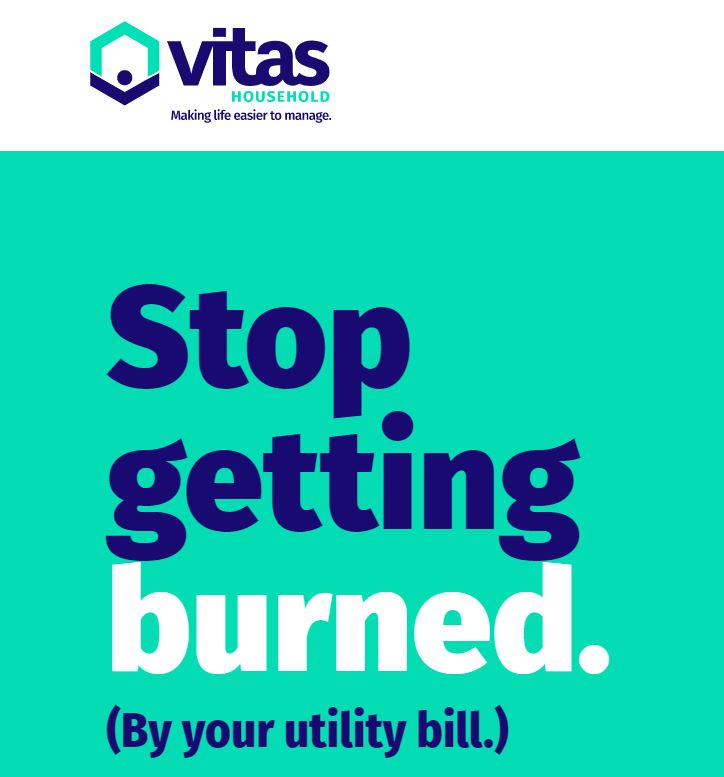 vitas
HOUSEHOLD
Making life easier to manage.
Stop
getting
burned.
(By your utility bill.)